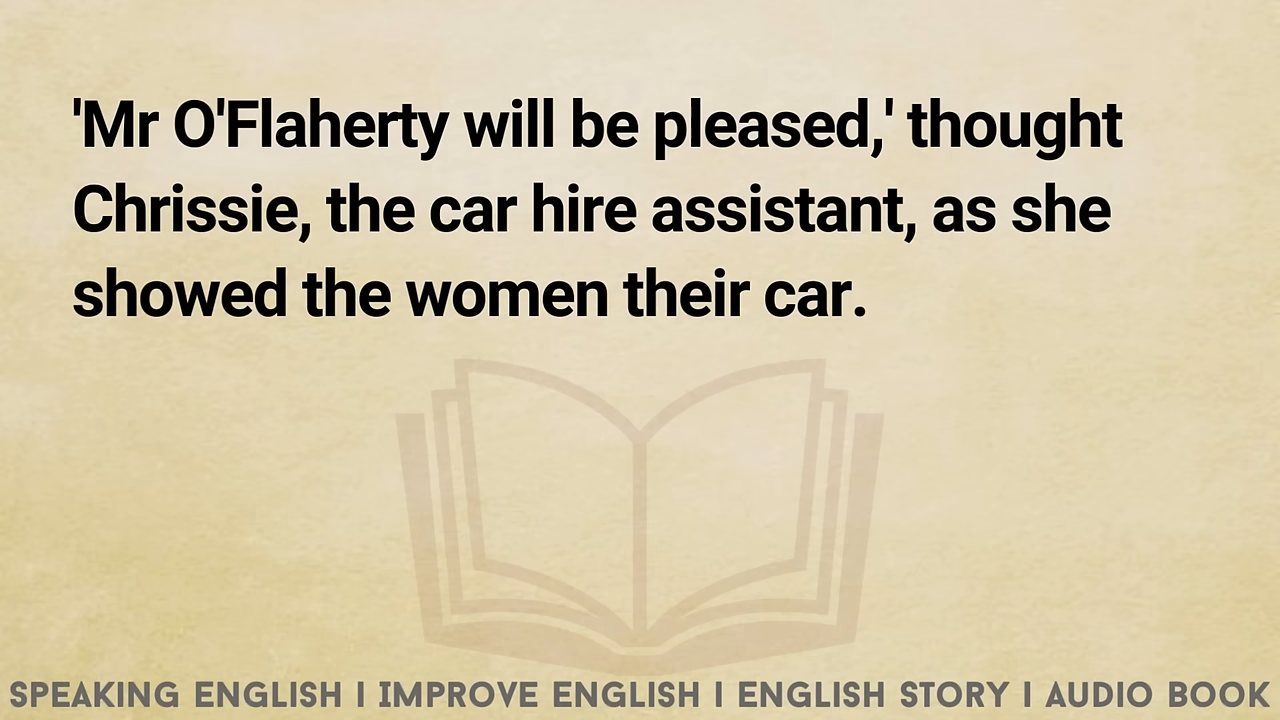 'Mr O'Flaherty will be pleased,' thought
Chrissie, the car hire assistant, as she
showed the women their car.
SPEAKING ENGLISH | IMPROVE ENGLISH | ENGLISH STORY | AUDIO BOOK